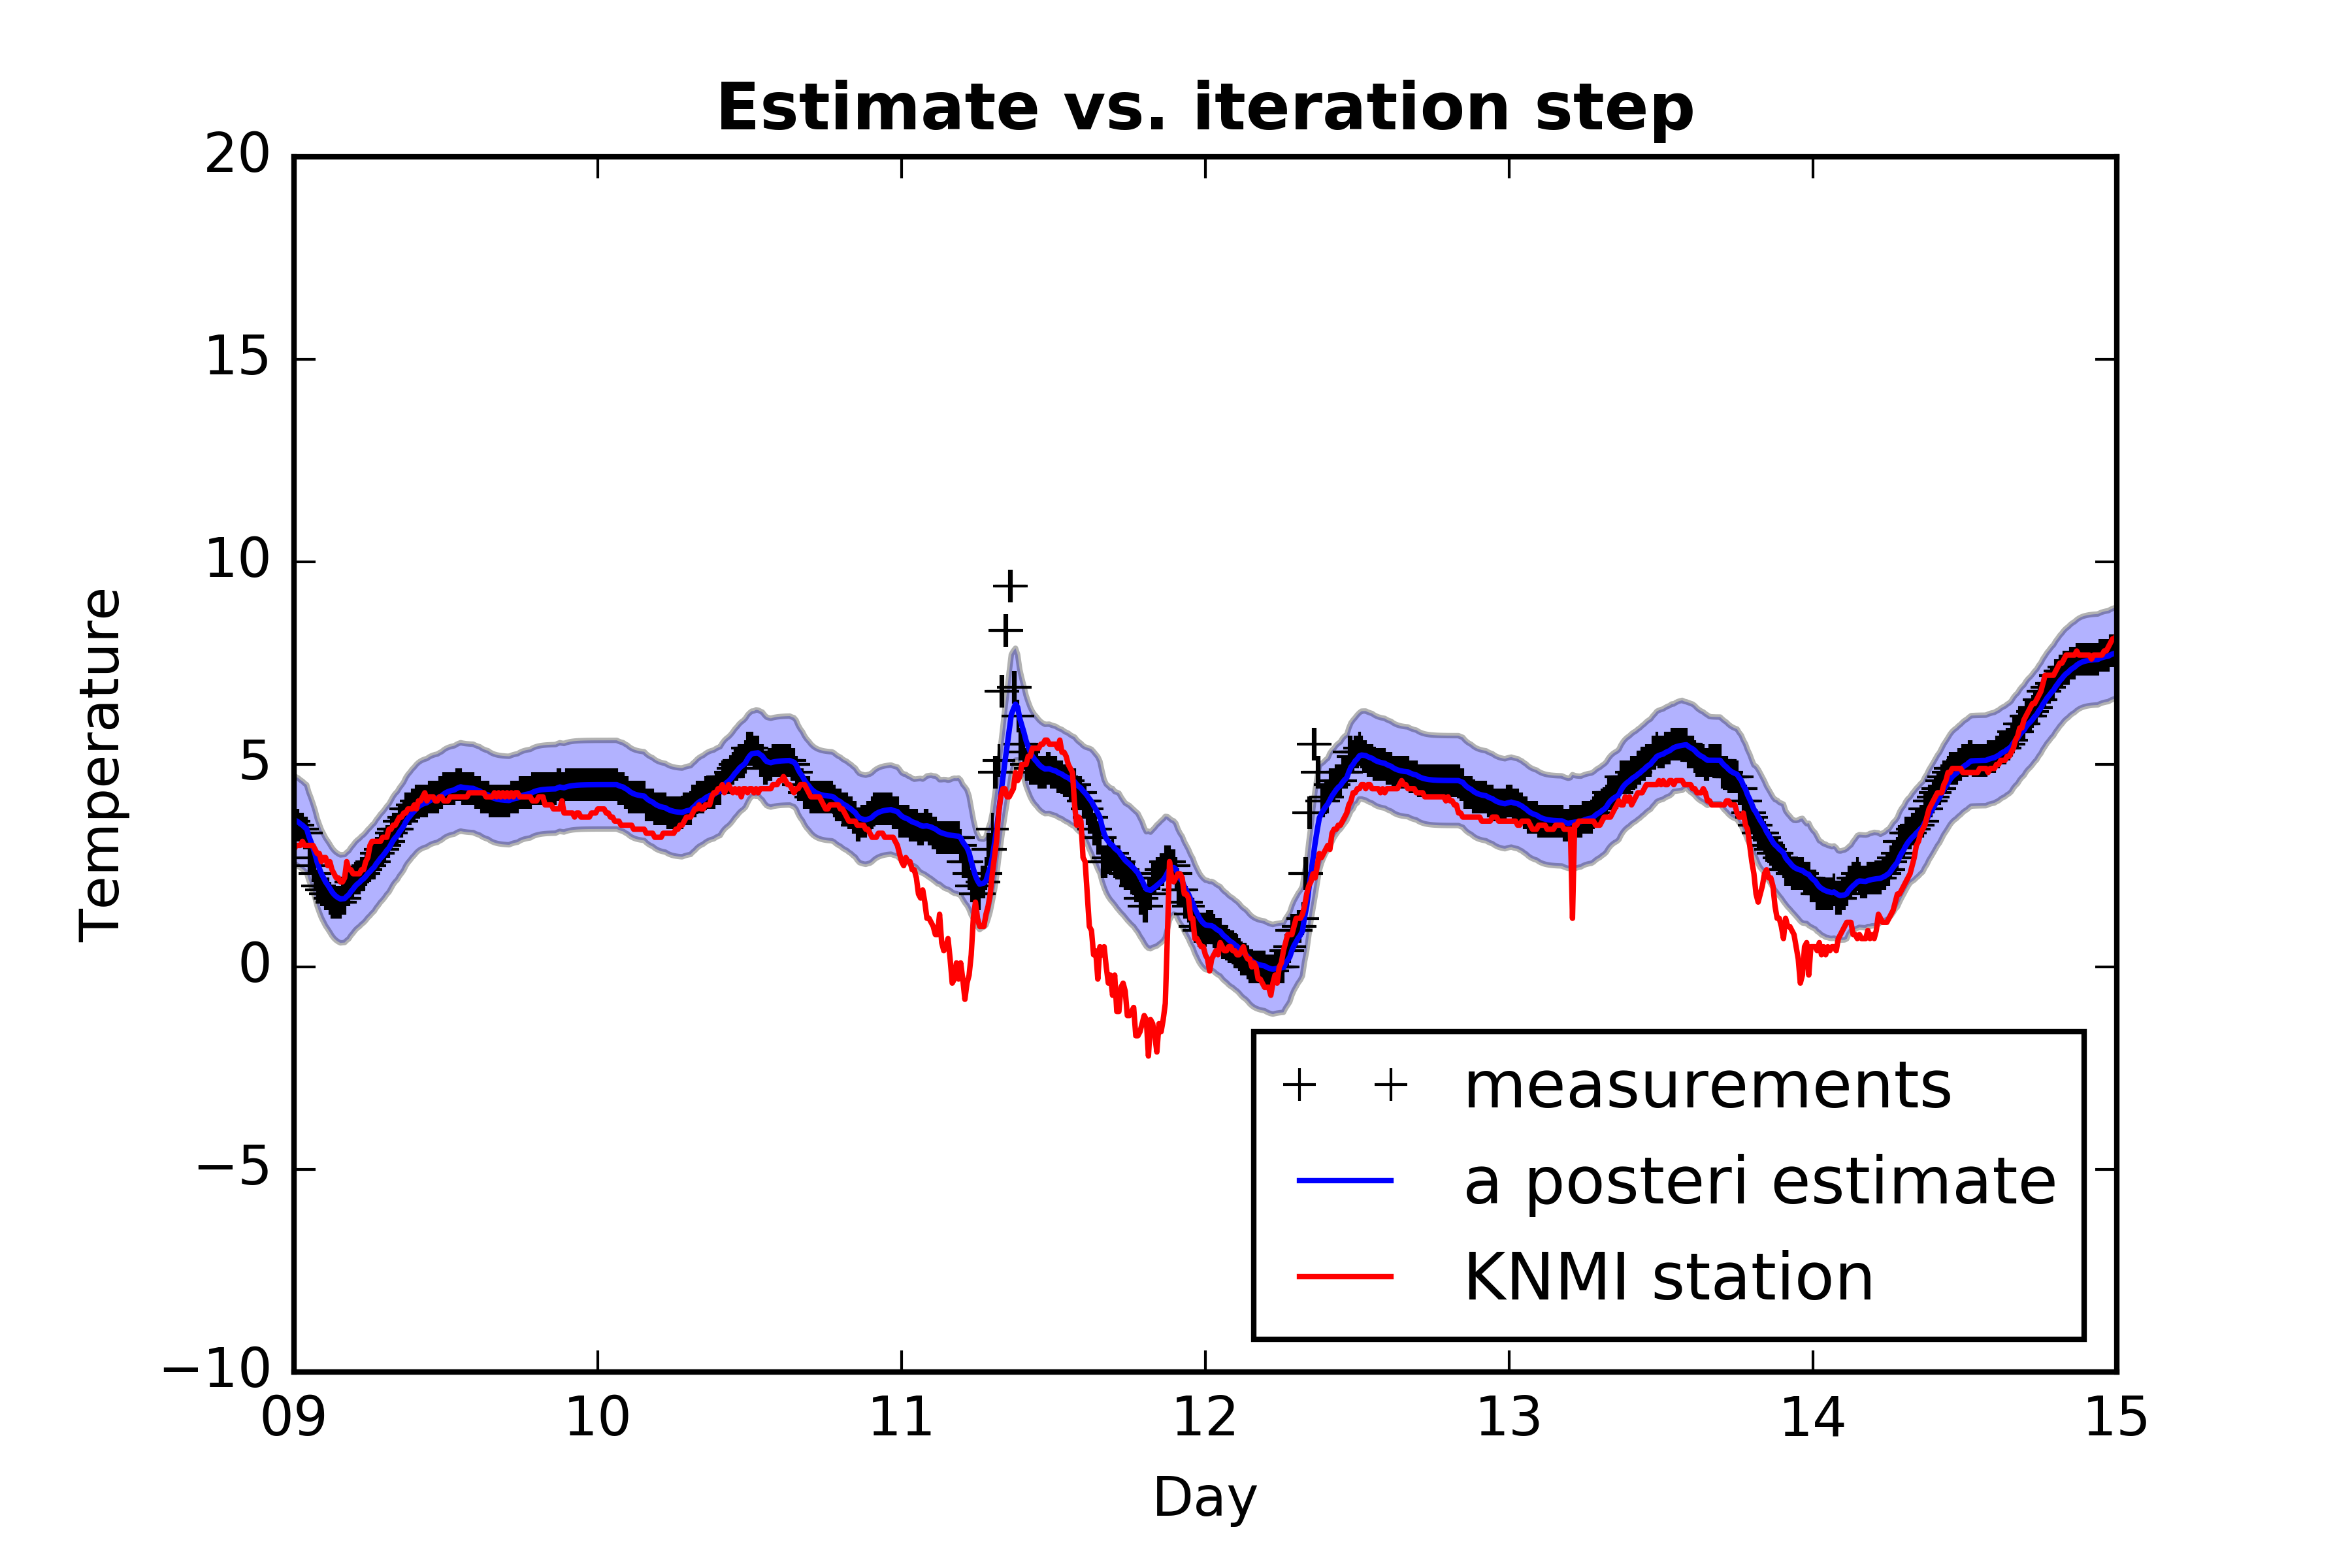 Estimate vs. iteration step
20
15
10
5
0
−5
−10
Temperature
measurements
a posteri estimate
KNMI station
09 10 11 12 13 14 15
Day